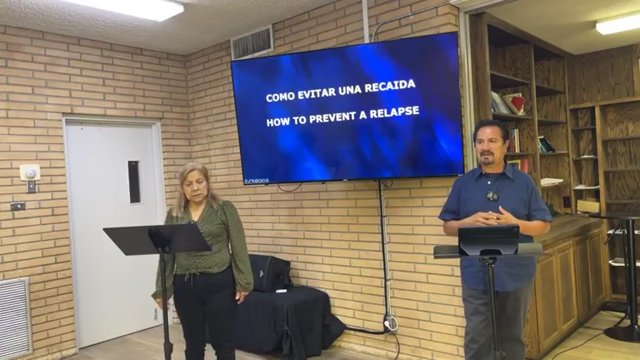 COMO EVITAR UNA RECAIDA
HOW TO PREVENT A RELAPSE